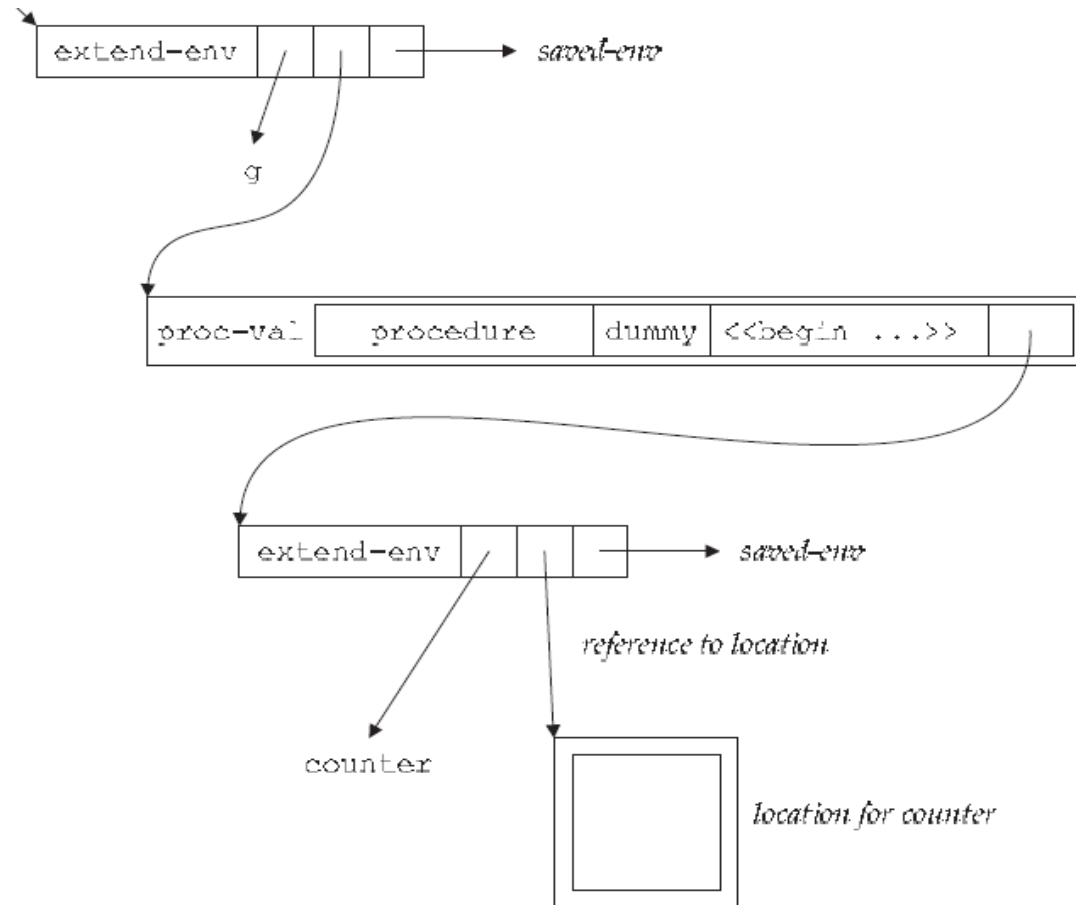 extend-env saved-env
g
proc-val procedure dummy <<begin ...>>
extend-env saved-env
reference to location
counter
location for counter